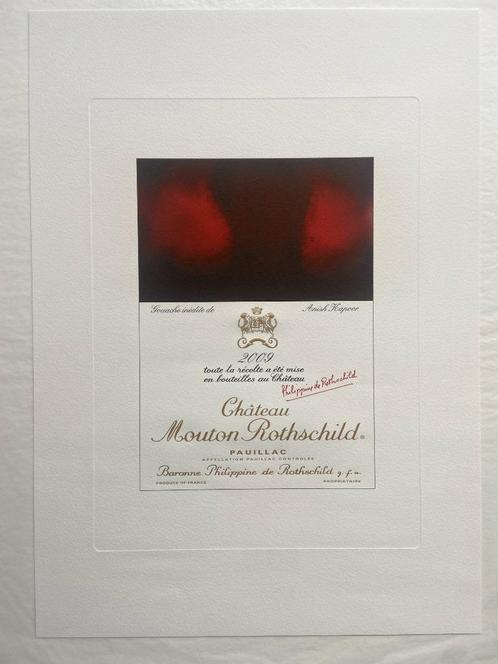 Gouache inédite de Anish Kapoor
2009
toute la récolte a été mise
en bouteilles au Château
Philippine de Rothschild
Château
Mouton Rothschild®
PAUILLAC
APPELLATION PAUILLAC CONTRÔLÉE
Baronne Philippine de Rothschild g.f.a.
PRODUCE OF FRANCE PROPRIÉTAIRE